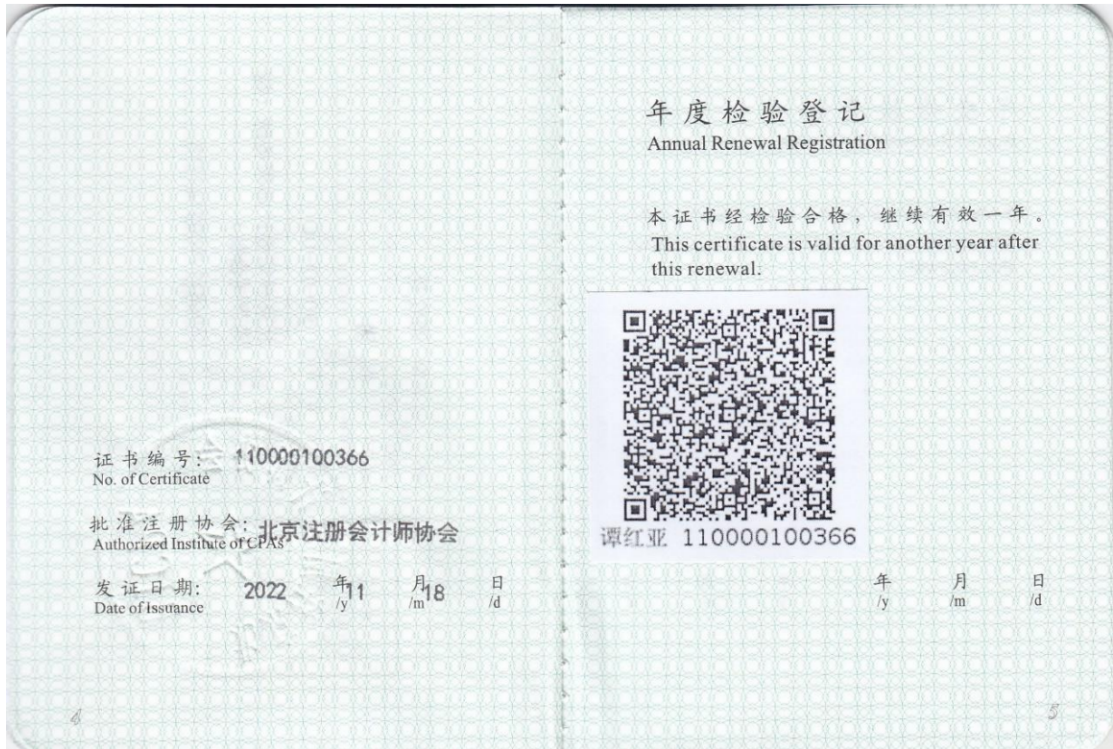 证书编号: 110000100366
No. of Certificate
批准注册协会: 北京注册会计师协会
Authorized Institute of CPAs
发证日期: 2022 年 11 月 18 日
Date of Issuance /y /m /d
4
年度检验登记
Annual Renewal Registration
本证书经检验合格，继续有效一年。
This certificate is valid for another year after
this renewal.
谭红亚 110000100366
年 月 日
/y /m /d
5